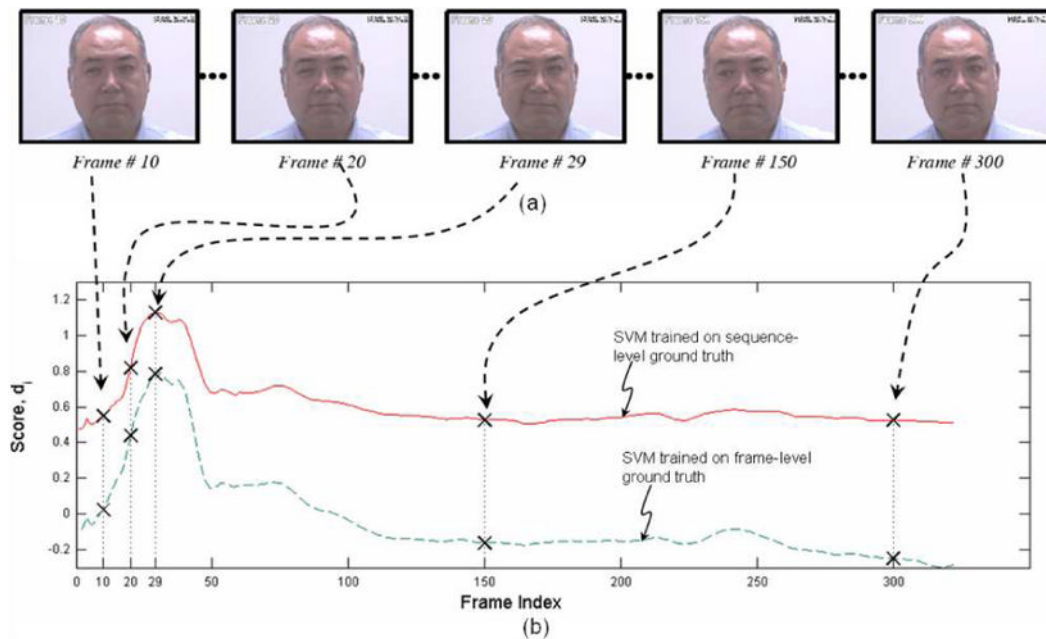 Frame # 10
Frame # 20
Frame # 29
Frame # 150
Frame # 300
(a)
1.2
1
0.8
0.6
0.4
0.2
0
-0.2
Score, d_i
SVM trained on sequence-
level ground truth
SVM trained on frame-level
ground truth
0 10 20 29 50 100 150 200 250 300
Frame Index
(b)